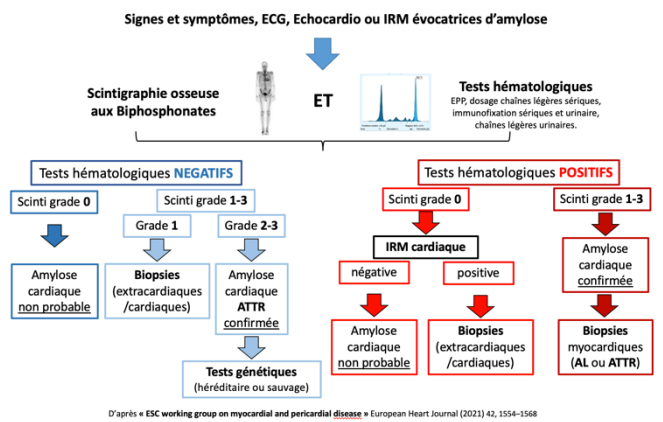 Signes et symptômes, ECG, Echocardio ou IRM évocatrices d'amylose
Scintigraphie osseuse
aux Biphosphonates
ET
Tests hématologiques
EPP, dosage chaînes légères sériques,
immunofixation sériques et urinaire,
chaînes légères urinaires.
Tests hématologiques NEGATIFS
Tests hématologiques POSITIFS
Scinti grade 0
Scinti grade 1-3
Scinti grade 0
Scinti grade 1-3
Grade 1
Grade 2-3
IRM cardiaque
négative
positive
Amylose
cardiaque
confirmée
Amylose
cardiaque
non probable
Biopsies
(extracardiaques
/cardiaques)
Amylose
cardiaque
ATTR
confirmée
Amylose
cardiaque
non probable
Biopsies
(extracardiaques
/cardiaques)
Biopsies
myocardiques
(AL ou ATTR)
Tests génétiques
(héréditaire ou sauvage)
D'après « ESC working group on myocardial and pericardial disease » European Heart Journal (2021) 42, 1554–1568